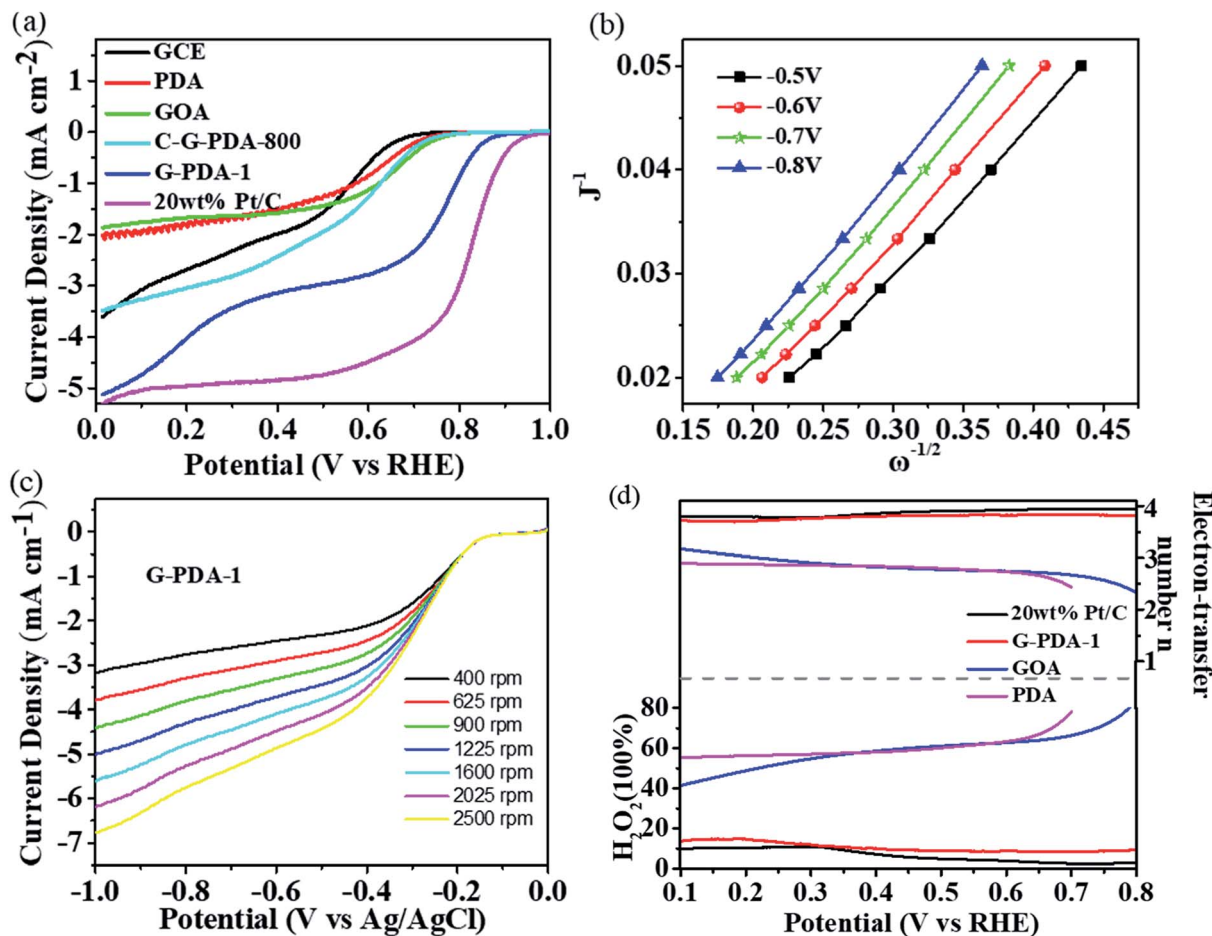 (a)
GCE
PDA
GOA
C-G-PDA-800
G-PDA-1
20wt% Pt/C
1
0
-1
-2
-3
-4
-5
Current Density (mA cm⁻²)
0.0 0.2 0.4 0.6 0.8 1.0
Potential (V vs RHE)
(b)
-0.5V
-0.6V
-0.7V
-0.8V
0.05
0.04
0.03
0.02
J⁻¹
0.15 0.20 0.25 0.30 0.35 0.40 0.45
ω⁻¹/²
(c)
G-PDA-1
0
-1
-2
-3
-4
-5
-6
-7
Current Density (mA cm⁻¹)
400 rpm
625 rpm
900 rpm
1225 rpm
1600 rpm
2025 rpm
2500 rpm
-1.0 -0.8 -0.6 -0.4 -0.2 0.0
Potential (V vs Ag/AgCl)
(d)
4
3
2
1
Electron-transfer
number n
20wt% Pt/C
G-PDA-1
GOA
PDA
80
60
40
20
0
H₂O₂(100%)
0.1 0.2 0.3 0.4 0.5 0.6 0.7 0.8
Potential (V vs RHE)